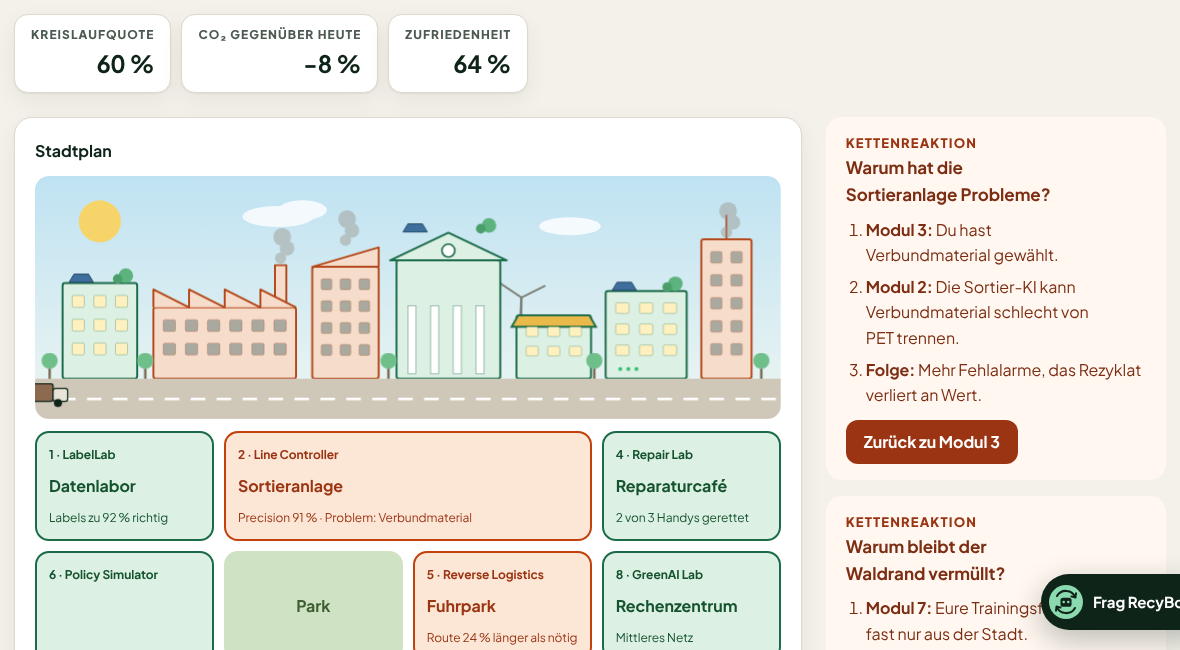 KREISLAUFQUOTE
60 %
CO₂ GEGENÜBER HEUTE
-8 %
ZUFRIEDENHEIT
64 %
Stadtplan
1 · LabelLab
Datenlabor
Labels zu 92 % richtig
2 · Line Controller
Sortieranlage
Precision 91 % · Problem: Verbundmaterial
4 · Repair Lab
Reparaturcafé
2 von 3 Handys gerettet
6 · Policy Simulator
Park
5 · Reverse Logistics
Fuhrpark
Route 24 % länger als nötig
8 · GreenAI Lab
Rechenzentrum
Mittleres Netz
KETTENREAKTION
Warum hat die
Sortieranlage Probleme?
1. Modul 3: Du hast
Verbundmaterial gewählt.
2. Modul 2: Die Sortier-KI kann
Verbundmaterial schlecht von
PET trennen.
3. Folge: Mehr Fehlalarme, das Rezyklat
verliert an Wert.
Zurück zu Modul 3
KETTENREAKTION
Warum bleibt der
Waldrand vermüllt?
1. Modul 7: Eure
fast nur aus der Stadt.
Frag